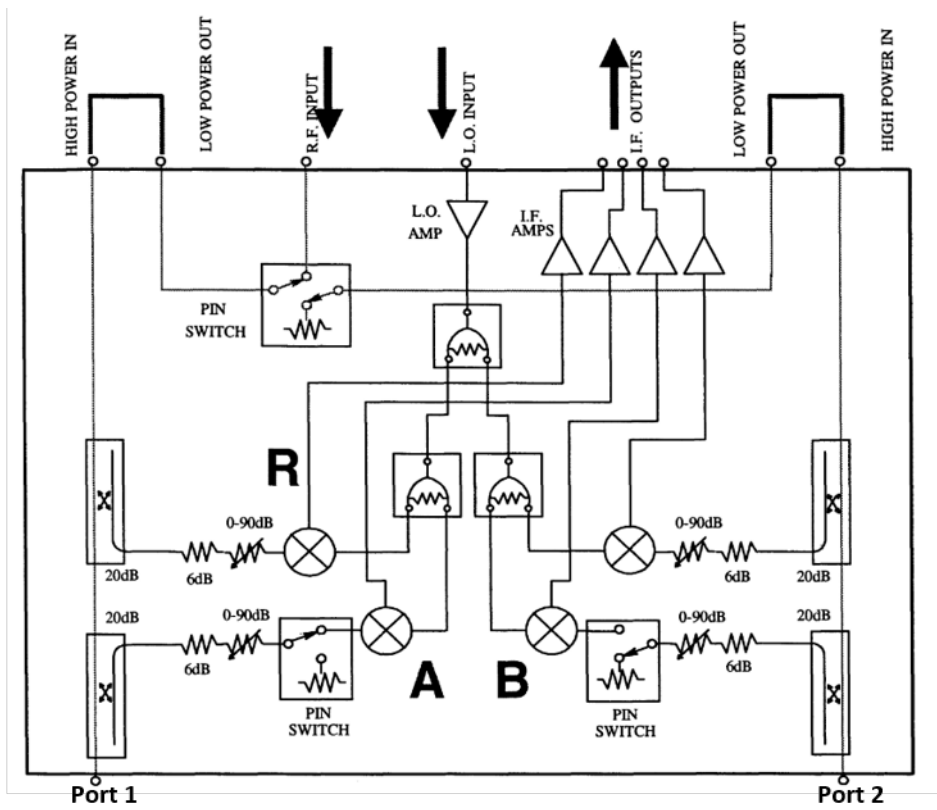 HIGH POWER IN
LOW POWER OUT
R.F. INPUT
L.O. INPUT
I.F. OUTPUTS
LOW POWER OUT
HIGH POWER IN
L.O.
AMP
I.F.
AMPS
PIN
SWITCH
R
0-90dB
20dB
6dB
0-90dB
6dB
20dB
20dB
0-90dB
6dB
A
B
0-90dB
6dB
20dB
PIN
SWITCH
PIN
SWITCH
Port 1
Port 2